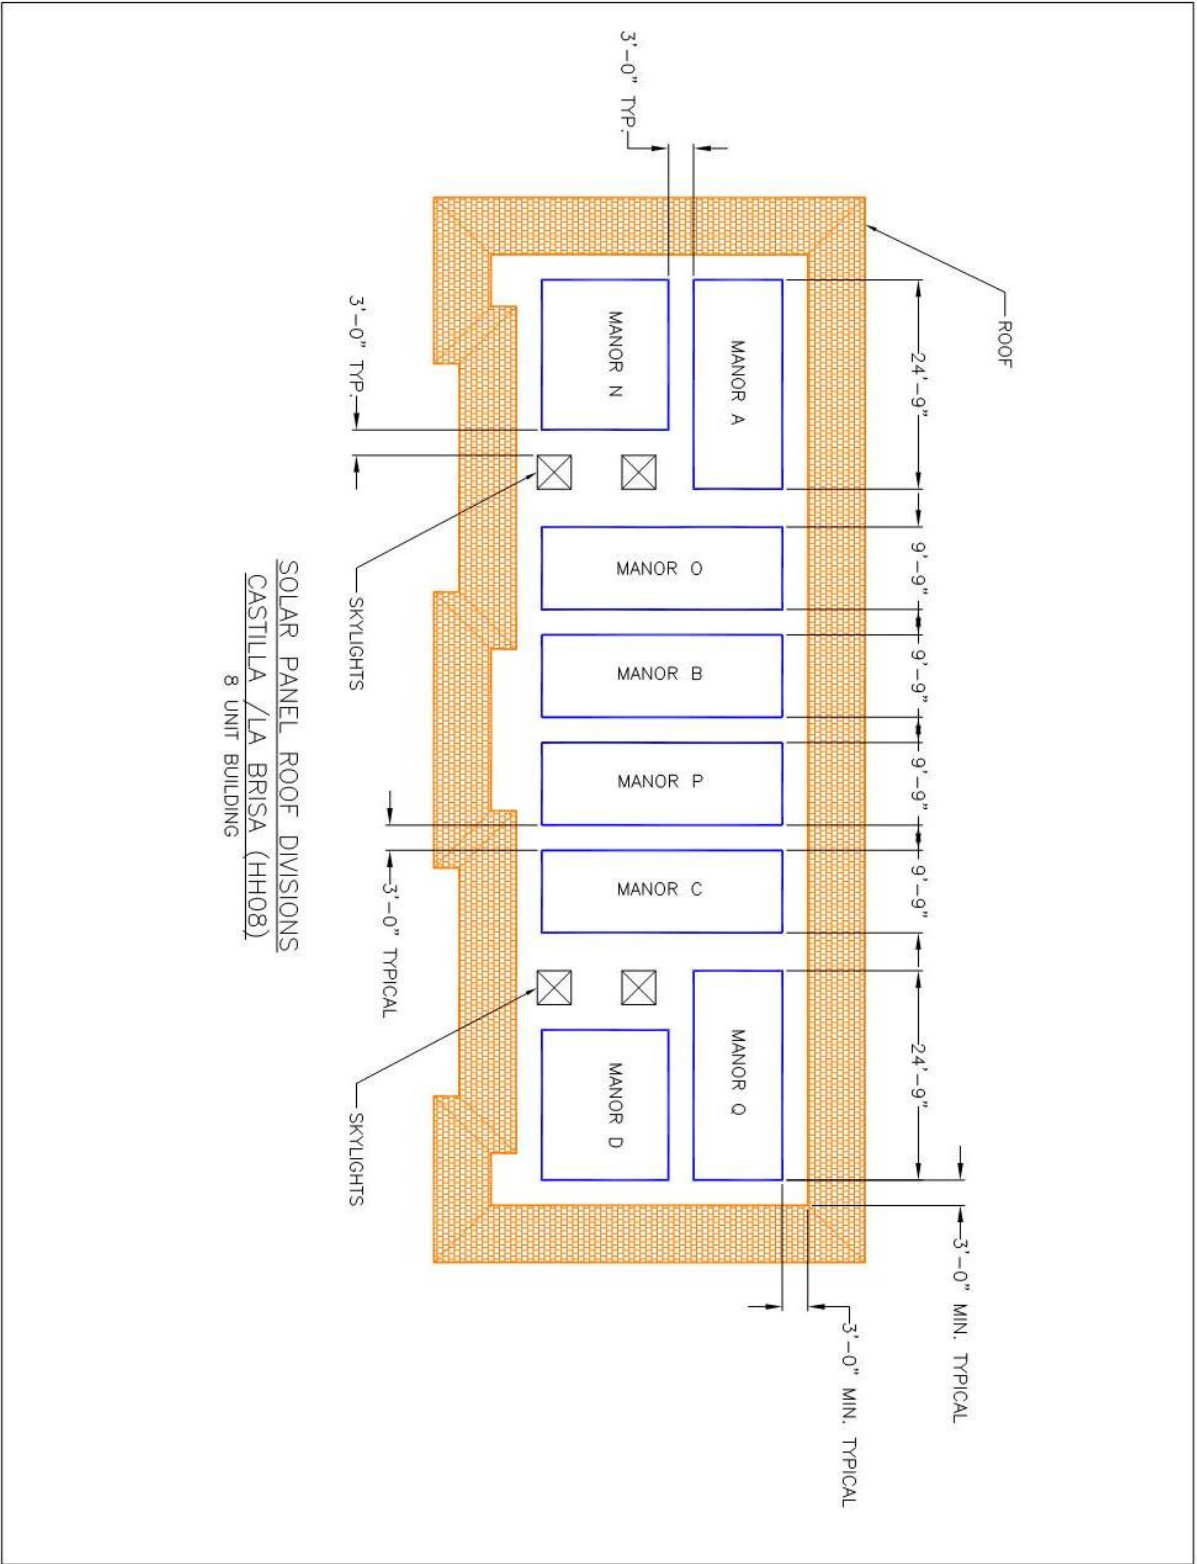 ROOF
3'-0" MIN. TYPICAL
3'-0" MIN. TYPICAL
24'-9"
9'-9"
9'-9"
9'-9"
9'-9"
24'-9"
3'-0" TYP.
MANOR A
MANOR Q
MANOR N
MANOR O
MANOR B
MANOR P
MANOR C
MANOR D
3'-0" TYP.
3'-0" TYPICAL
SKYLIGHTS
SKYLIGHTS
SOLAR PANEL ROOF DIVISIONS
CASTILLA /LA BRISA (HH08)
8 UNIT BUILDING